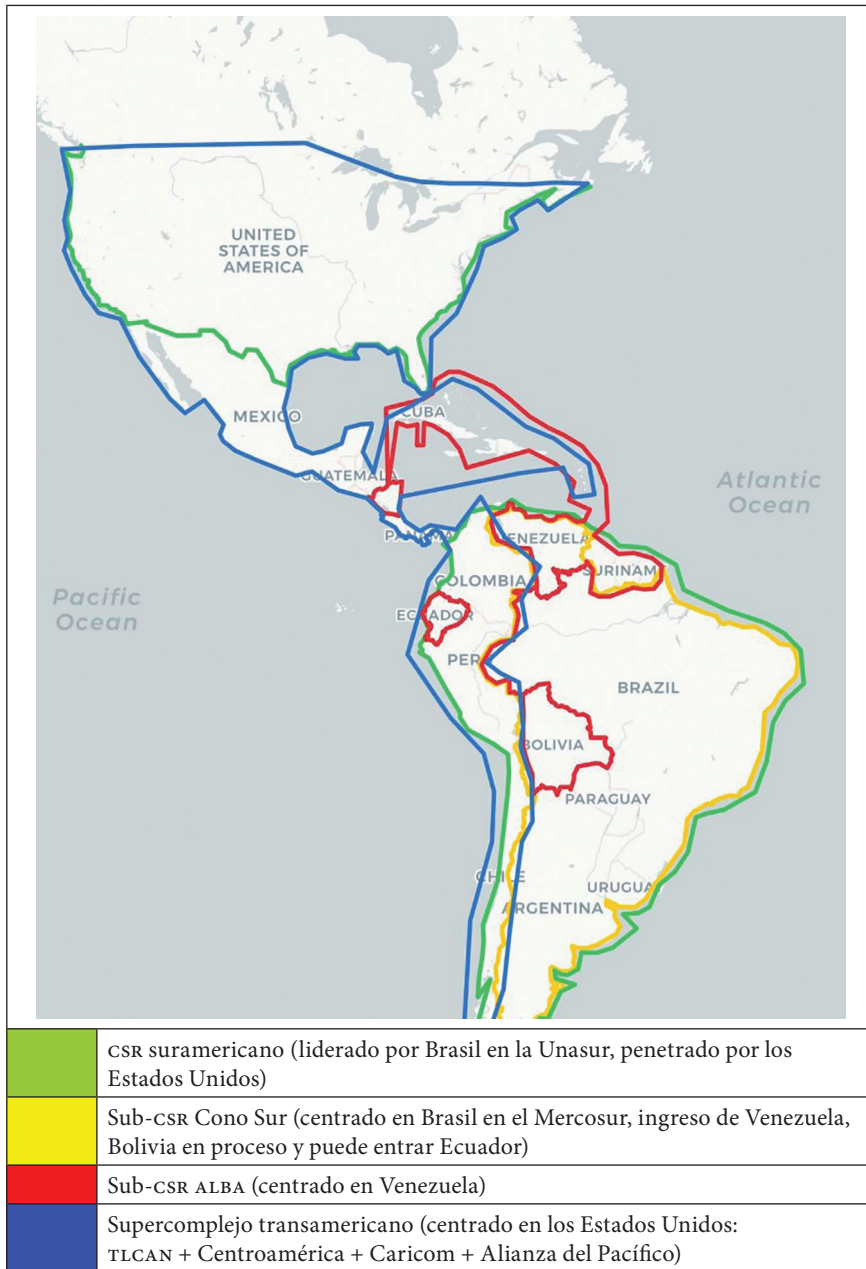 UNITED
STATES OF
AMERICA
MEXICO
CUBA
GUATEMALA
Atlantic
Ocean
PANAMA
VENEZUELA
SURINAM
COLOMBIA
Pacific
Ocean
ECUADOR
PER
BRAZIL
BOLIVIA
PARAGUAY
CHILE
URUGUA
ARGENTINA
CSR suramericano (liderado por Brasil en la Unasur, penetrado por los
Estados Unidos)
Sub-CSR Cono Sur (centrado en Brasil en el Mercosur, ingreso de Venezuela,
Bolivia en proceso y puede entrar Ecuador)
Sub-CSR ALBA (centrado en Venezuela)
Supercomplejo transamericano (centrado en los Estados Unidos:
TLCAN + Centroamérica + Caricom + Alianza del Pacífico)